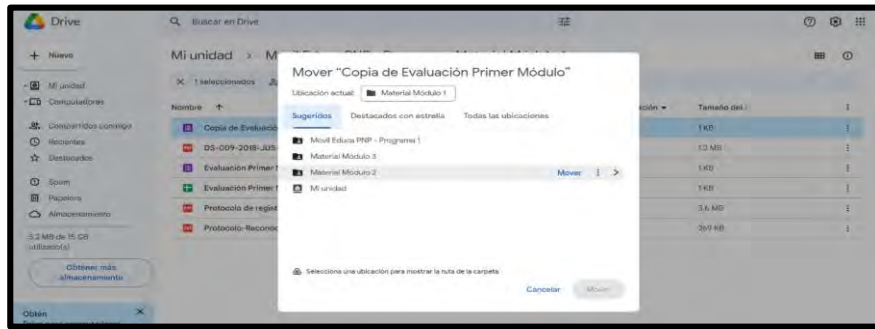 Drive
Buscar en Drive
Nuevo
Mi unidad
Computadoras
Compartidos conmigo
Recientes
Destacados
Spam
Papelera
Almacenamiento
5.2 MB de 15 GB
utilizado(s)
Obtener más
almacenamiento
Obtén
Mi unidad > M
1 seleccionados
Nombre
Tamaño del
Copia de Evaluació
1 KB
DS-009-2018-JUS-
1.2 MB
Evaluación Primer
1 KB
Evaluación Primer
1 KB
Protocolo de regist
3.6 MB
Protocolo-Reconoc
369 KB
Mover "Copia de Evaluación Primer Módulo"
Ubicación actual: Material Módulo 1
Sugeridos Destacados con estrella Todas las ubicaciones
Movil Educa PNP - Programa 1
Material Módulo 3
Material Módulo 2 Mover
Mi unidad
Selecciona una ubicación para mostrar la ruta de la carpeta
Cancelar Mover